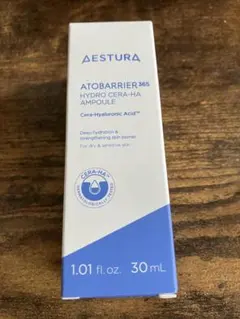 AESTURA
ATOBARRIER365
HYDRO CERA-HA
AMPOULE
Cera-Hyaluronic Acid™
Deep hydration &
strengthening skin barrier
For dry & sensitive skin
CERA-HA™
1.01 fl. oz. 30 mL